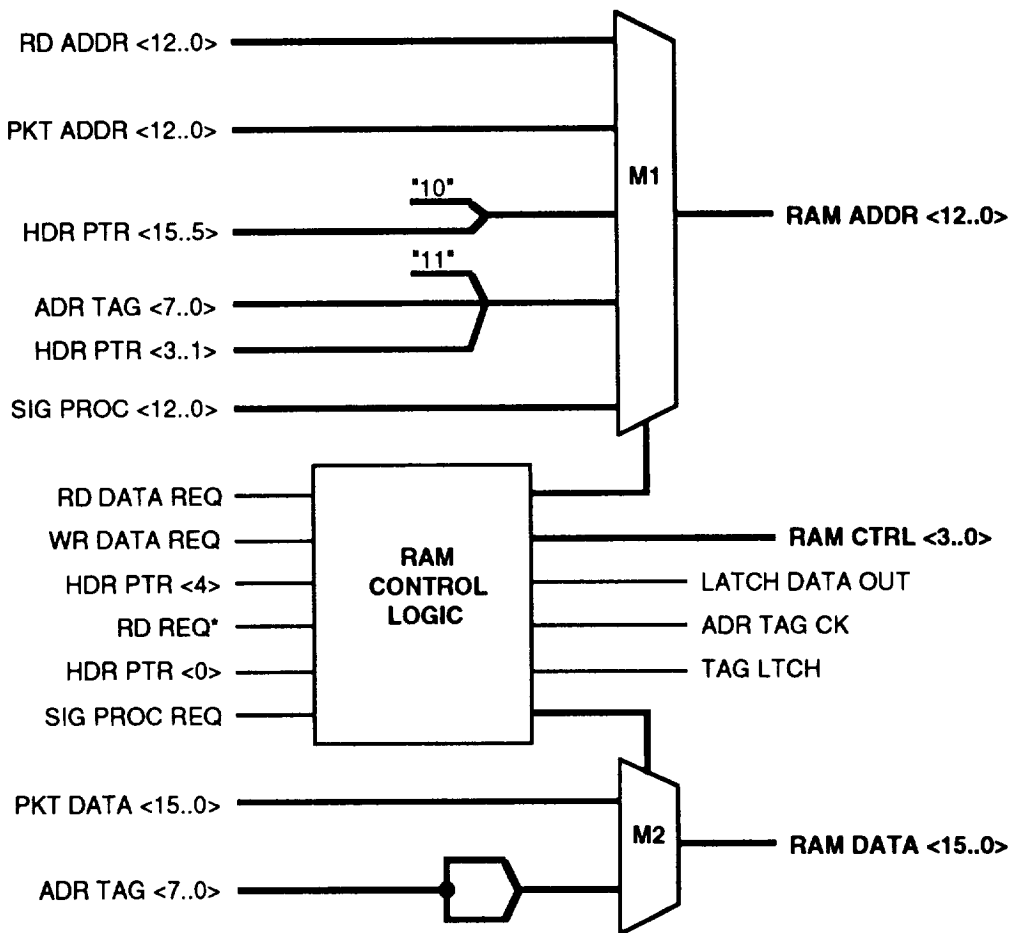 RD ADDR <12..0>
PKT ADDR <12..0>
"10"
HDR PTR <15..5>
"11"
ADR TAG <7..0>
HDR PTR <3..1>
SIG PROC <12..0>
M1
RAM ADDR <12..0>
RD DATA REQ
WR DATA REQ
HDR PTR <4>
RD REQ*
HDR PTR <0>
SIG PROC REQ
RAM
CONTROL
LOGIC
RAM CTRL <3..0>
LATCH DATA OUT
ADR TAG CK
TAG LTCH
PKT DATA <15..0>
ADR TAG <7..0>
M2
RAM DATA <15..0>